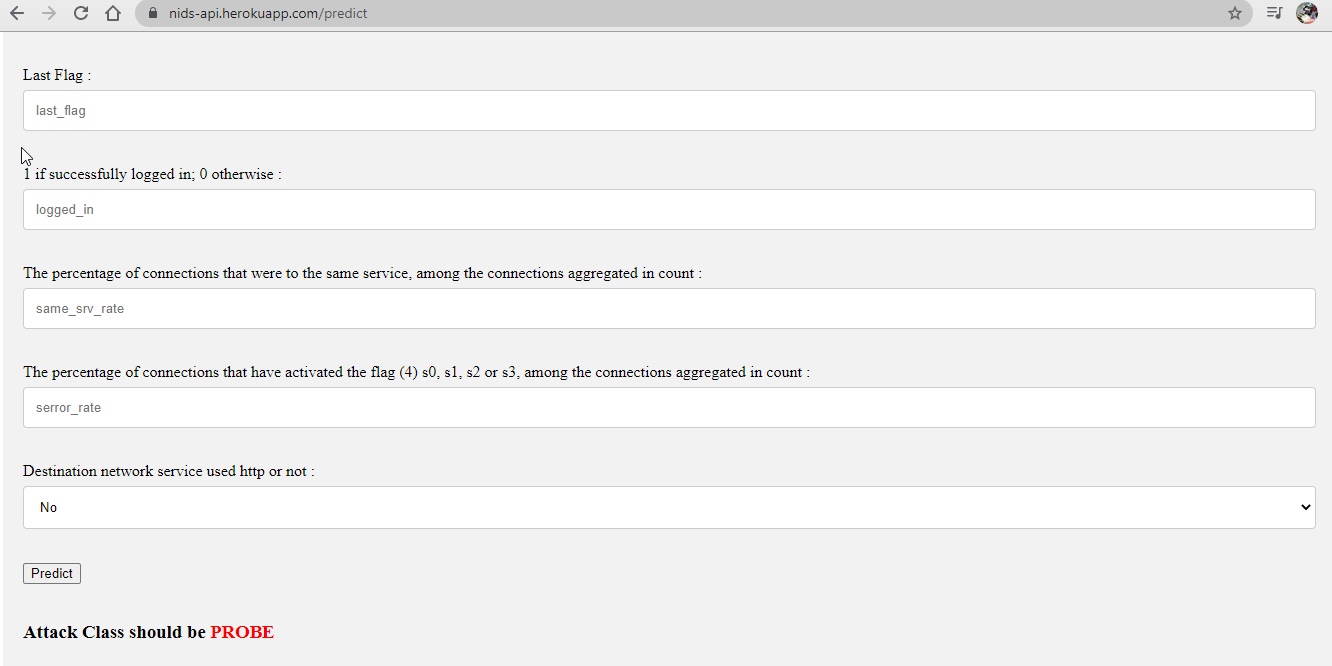 nids-api.herokuapp.com/predict
Last Flag :
last_flag
1 if successfully logged in; 0 otherwise :
logged_in
The percentage of connections that were to the same service, among the connections aggregated in count :
same_srv_rate
The percentage of connections that have activated the flag (4) s0, s1, s2 or s3, among the connections aggregated in count :
serror_rate
Destination network service used http or not :
No
Predict
Attack Class should be PROBE